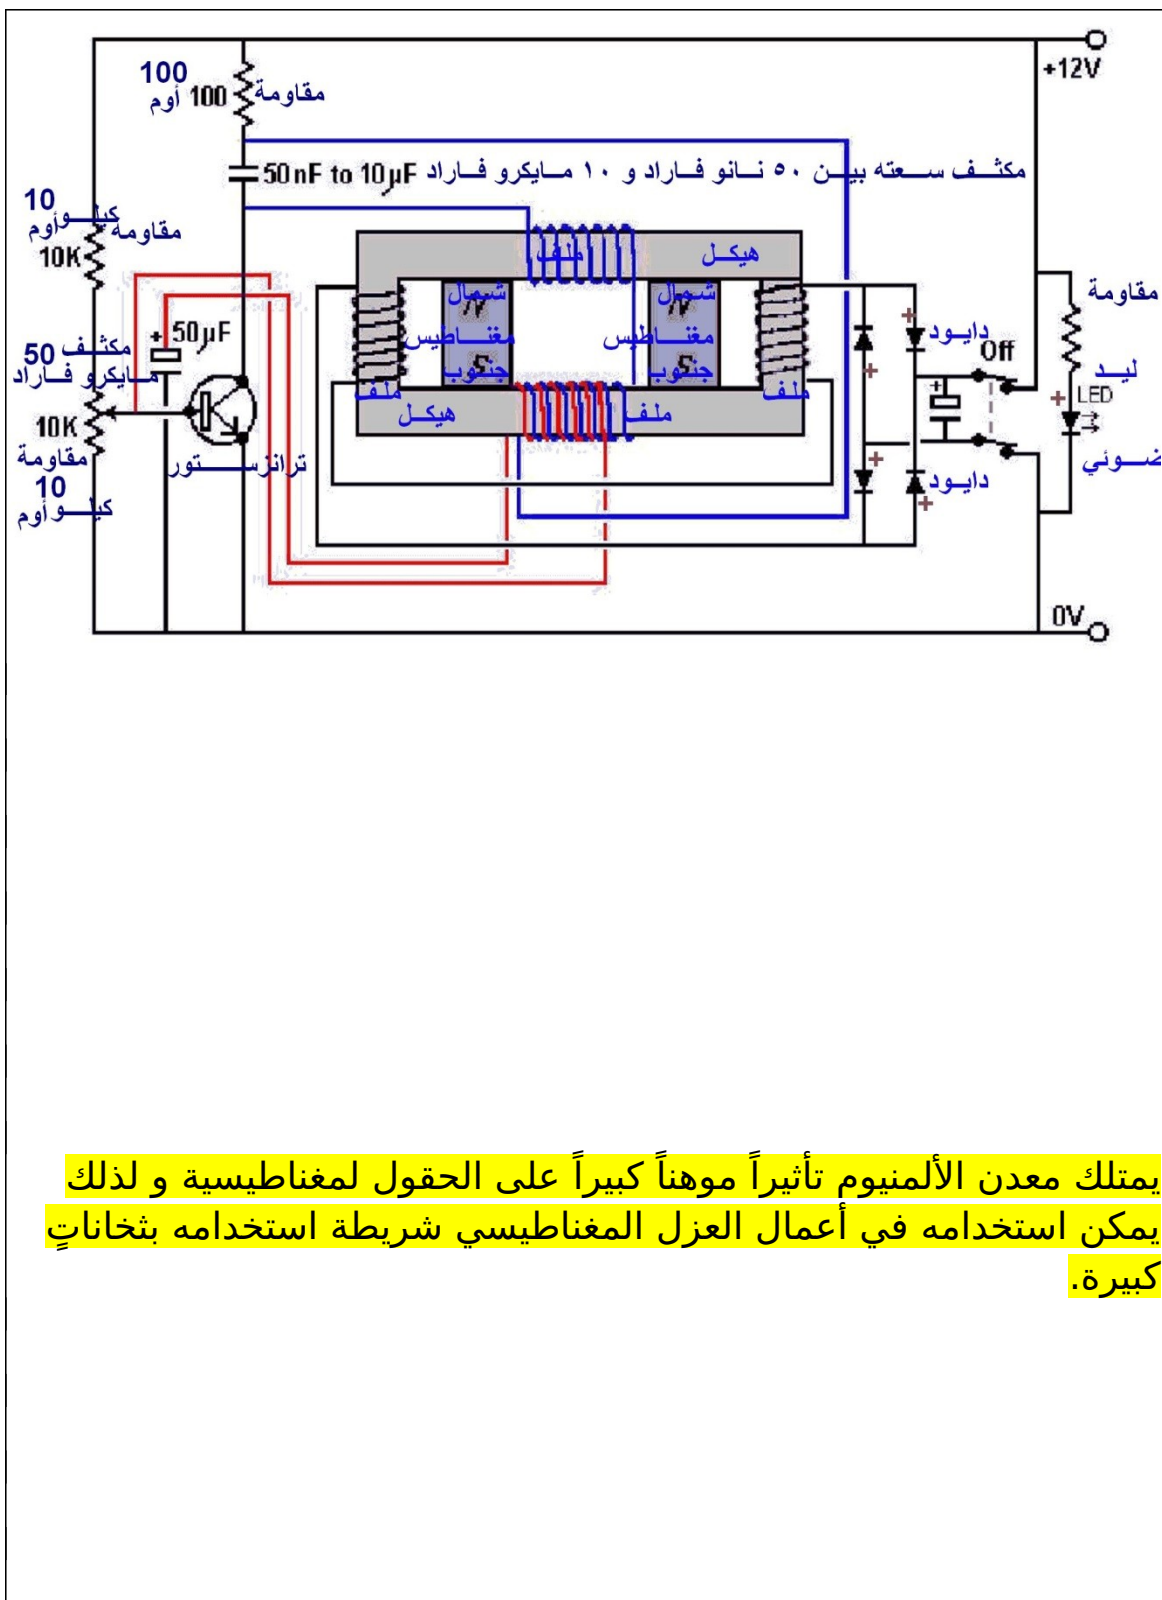 +12V
100
أوم 100 مقاومة
50nF to 10µF مكثف سعته بين ٥٠ نانو فاراد و ١٠ مايكرو فاراد
10
كيلو أوم
مقاومة
10K
ملف
هيكل
شمال
N
مغناطيس
S
جنوب
شمال
N
مغناطيس
S
جنوب
مقاومة
+ 50µF
مكثف 50
مايكرو فاراد
+
دايود
Off
ليد
+ LED
+
+
ملف
ملف
هيكل
ملف
10K
مقاومة
10
كيلو أوم
ترانزستور
+
دايود
+
ضوئي
0V
يمتلك معدن الألمنيوم تأثيراً موهناً كبيراً على الحقول لمغناطيسية و لذلك
يمكن استخدامه في أعمال العزل المغناطيسي شريطة استخدامه بثخاناتٍ
كبيرة.